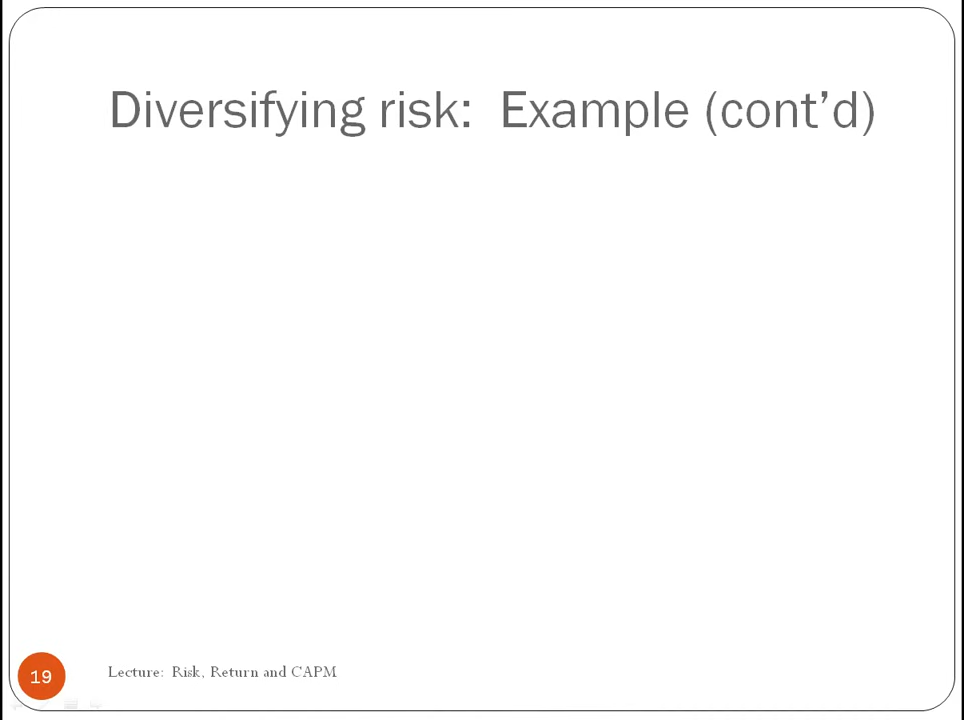 Diversifying risk:  Example (cont’d)
19
Lecture:  Risk, Return and CAPM